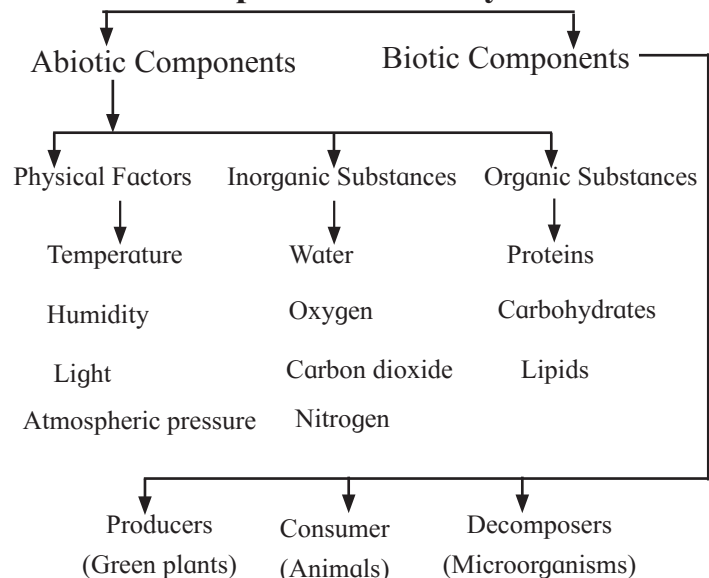 Abiotic Components Biotic Components
Physical Factors Inorganic Substances Organic Substances
Temperature Water Proteins
Humidity Oxygen Carbohydrates
Light Carbon dioxide Lipids
Atmospheric pressure Nitrogen
Producers Consumer Decomposers
(Green plants) (Animals) (Microorganisms)